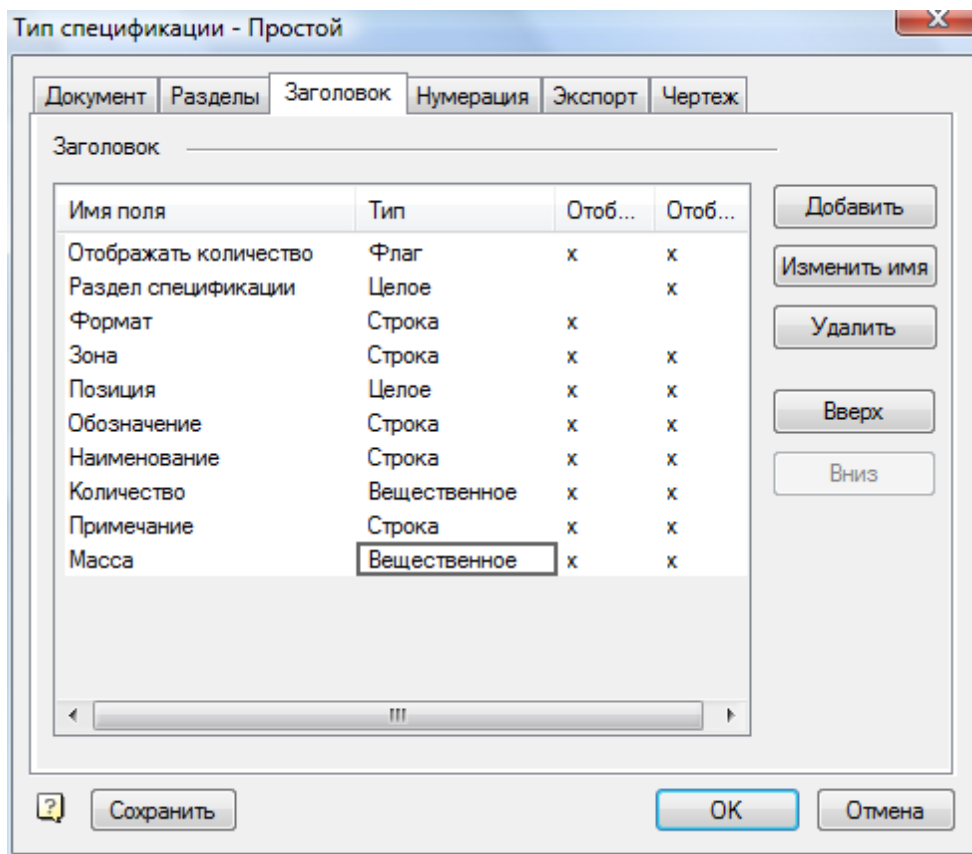 Тип спецификации - Простой
Документ Разделы Заголовок Нумерация Экспорт Чертеж
Заголовок
Имя поля Тип Отоб... Отоб...
Отображать количество Флаг x x
Раздел спецификации Целое x
Формат Строка x
Зона Строка x x
Позиция Целое x x
Обозначение Строка x x
Наименование Строка x x
Количество Вещественное x x
Примечание Строка x x
Масса Вещественное x x
Добавить
Изменить имя
Удалить
Вверх
Вниз
? Сохранить OK Отмена